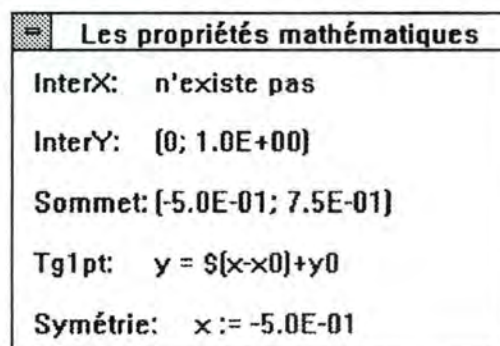 Les propriétés mathématiques
InterX: n'existe pas
InterY: (0; 1.0E+00)
Sommet: (-5.0E-01; 7.5E-01)
Tg1pt: y = $(x-x0)+y0
Symétrie: x := -5.0E-01